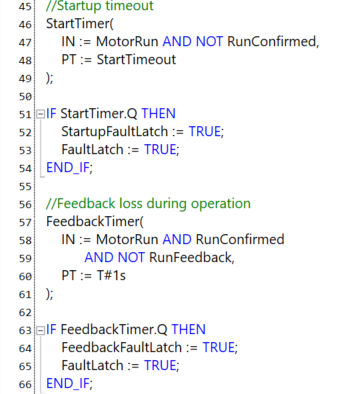 45 //Startup timeout
46 StartTimer(
47 IN := MotorRun AND NOT RunConfirmed,
48 PT := StartTimeout
49 );
50
51 IF StartTimer.Q THEN
52 StartupFaultLatch := TRUE;
53 FaultLatch := TRUE;
54 END_IF;
55
56 //Feedback loss during operation
57 FeedbackTimer(
58 IN := MotorRun AND RunConfirmed
59 AND NOT RunFeedback,
60 PT := T#1s
61 );
62
63 IF FeedbackTimer.Q THEN
64 FeedbackFaultLatch := TRUE;
65 FaultLatch := TRUE;
66 END_IF;